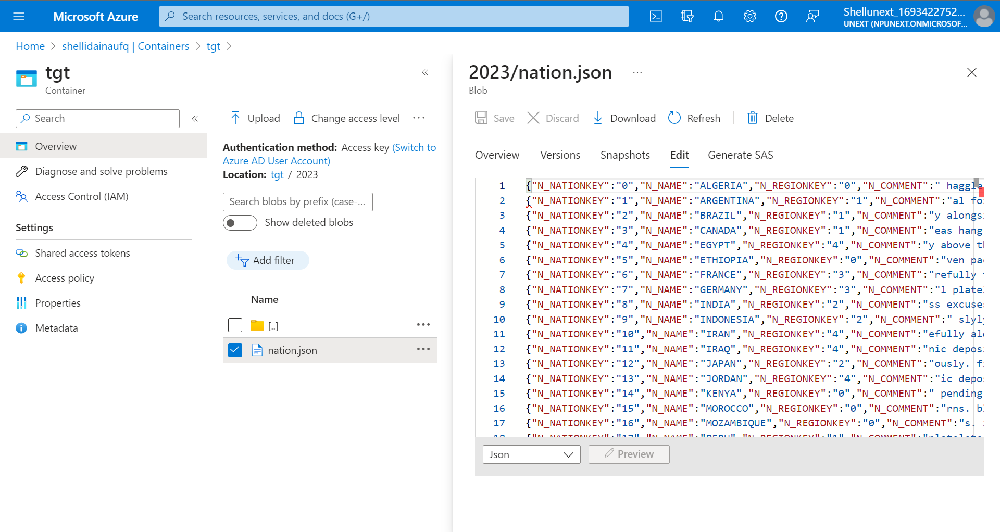 Microsoft Azure
Search resources, services, and docs (G+/)
Shellunext_1693422752...
UNEXT (NPUNEXT.ONMICROSOF...
Home > shellidainaufq | Containers > tgt >
tgt
Container
Search
Overview
Diagnose and solve problems
Access Control (IAM)
Settings
Shared access tokens
Access policy
Properties
Metadata
Upload
Change access level
Authentication method: Access key (Switch to
Azure AD User Account)
Location: tgt / 2023
Search blobs by prefix (case-...
Show deleted blobs
Add filter
Name
[..]
nation.json
2023/nation.json
Blob
Save
Discard
Download
Refresh
Delete
Overview
Versions
Snapshots
Edit
Generate SAS
1 {"N_NATIONKEY":"0","N_NAME":"ALGERIA","N_REGIONKEY":"0","N_COMMENT":" haggle
2 {"N_NATIONKEY":"1","N_NAME":"ARGENTINA","N_REGIONKEY":"1","N_COMMENT":"al fo
3 {"N_NATIONKEY":"2","N_NAME":"BRAZIL","N_REGIONKEY":"1","N_COMMENT":"y alongs
4 {"N_NATIONKEY":"3","N_NAME":"CANADA","N_REGIONKEY":"1","N_COMMENT":"eas hang
5 {"N_NATIONKEY":"4","N_NAME":"EGYPT","N_REGIONKEY":"4","N_COMMENT":"y above t
6 {"N_NATIONKEY":"5","N_NAME":"ETHIOPIA","N_REGIONKEY":"0","N_COMMENT":"ven pa
7 {"N_NATIONKEY":"6","N_NAME":"FRANCE","N_REGIONKEY":"3","N_COMMENT":"refully
8 {"N_NATIONKEY":"7","N_NAME":"GERMANY","N_REGIONKEY":"3","N_COMMENT":"l plate
9 {"N_NATIONKEY":"8","N_NAME":"INDIA","N_REGIONKEY":"2","N_COMMENT":"ss excuse
10 {"N_NATIONKEY":"9","N_NAME":"INDONESIA","N_REGIONKEY":"2","N_COMMENT":" slyl
11 {"N_NATIONKEY":"10","N_NAME":"IRAN","N_REGIONKEY":"4","N_COMMENT":"efully al
12 {"N_NATIONKEY":"11","N_NAME":"IRAQ","N_REGIONKEY":"4","N_COMMENT":"nic depos
13 {"N_NATIONKEY":"12","N_NAME":"JAPAN","N_REGIONKEY":"2","N_COMMENT":"ously. f
14 {"N_NATIONKEY":"13","N_NAME":"JORDAN","N_REGIONKEY":"4","N_COMMENT":"ic depo
15 {"N_NATIONKEY":"14","N_NAME":"KENYA","N_REGIONKEY":"0","N_COMMENT":" pending
16 {"N_NATIONKEY":"15","N_NAME":"MOROCCO","N_REGIONKEY":"0","N_COMMENT":"rns. b
17 {"N_NATIONKEY":"16","N_NAME":"MOZAMBIQUE","N_REGIONKEY":"0","N_COMMENT":"s.
Json
Preview